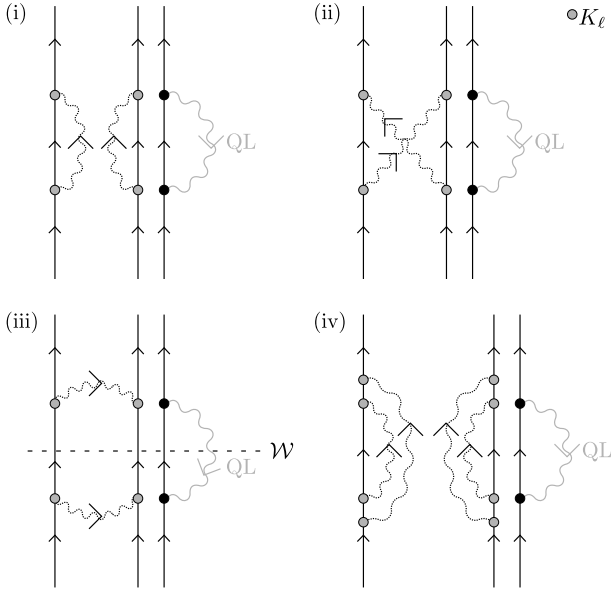 (i)
QL
(ii)
QL
K_ℓ
(iii)
QL
𝒲
(iv)
QL